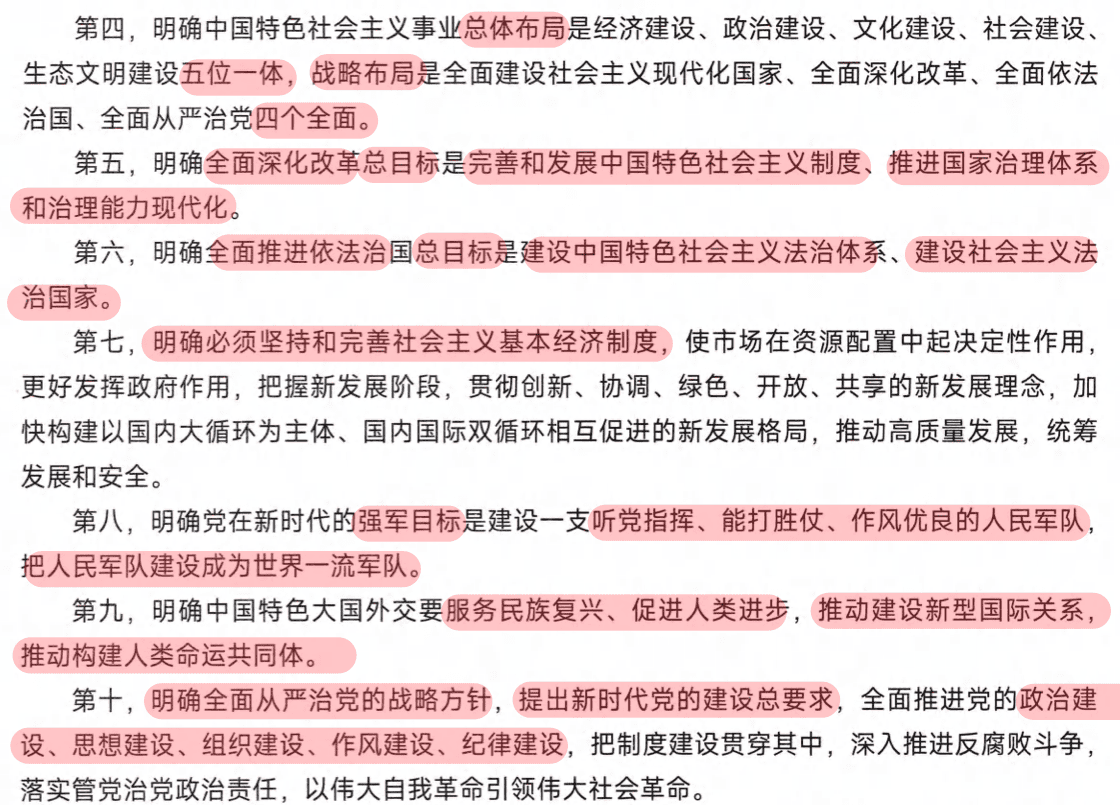 第四，明确中国特色社会主义事业总体布局是经济建设、政治建设、文化建设、社会建设、
生态文明建设五位一体，战略布局是全面建设社会主义现代化国家、全面深化改革、全面依法
治国、全面从严治党四个全面。
第五，明确全面深化改革总目标是完善和发展中国特色社会主义制度、推进国家治理体系
和治理能力现代化。
第六，明确全面推进依法治国总目标是建设中国特色社会主义法治体系、建设社会主义法
治国家。
第七，明确必须坚持和完善社会主义基本经济制度，使市场在资源配置中起决定性作用，
更好发挥政府作用，把握新发展阶段，贯彻创新、协调、绿色、开放、共享的新发展理念，加
快构建以国内大循环为主体、国内国际双循环相互促进的新发展格局，推动高质量发展，统筹
发展和安全。
第八，明确党在新时代的强军目标是建设一支听党指挥、能打胜仗、作风优良的人民军队，
把人民军队建设成为世界一流军队。
第九，明确中国特色大国外交要服务民族复兴、促进人类进步，推动建设新型国际关系，
推动构建人类命运共同体。
第十，明确全面从严治党的战略方针，提出新时代党的建设总要求，全面推进党的政治建
设、思想建设、组织建设、作风建设、纪律建设，把制度建设贯穿其中，深入推进反腐败斗争，
落实管党治党政治责任，以伟大自我革命引领伟大社会革命。